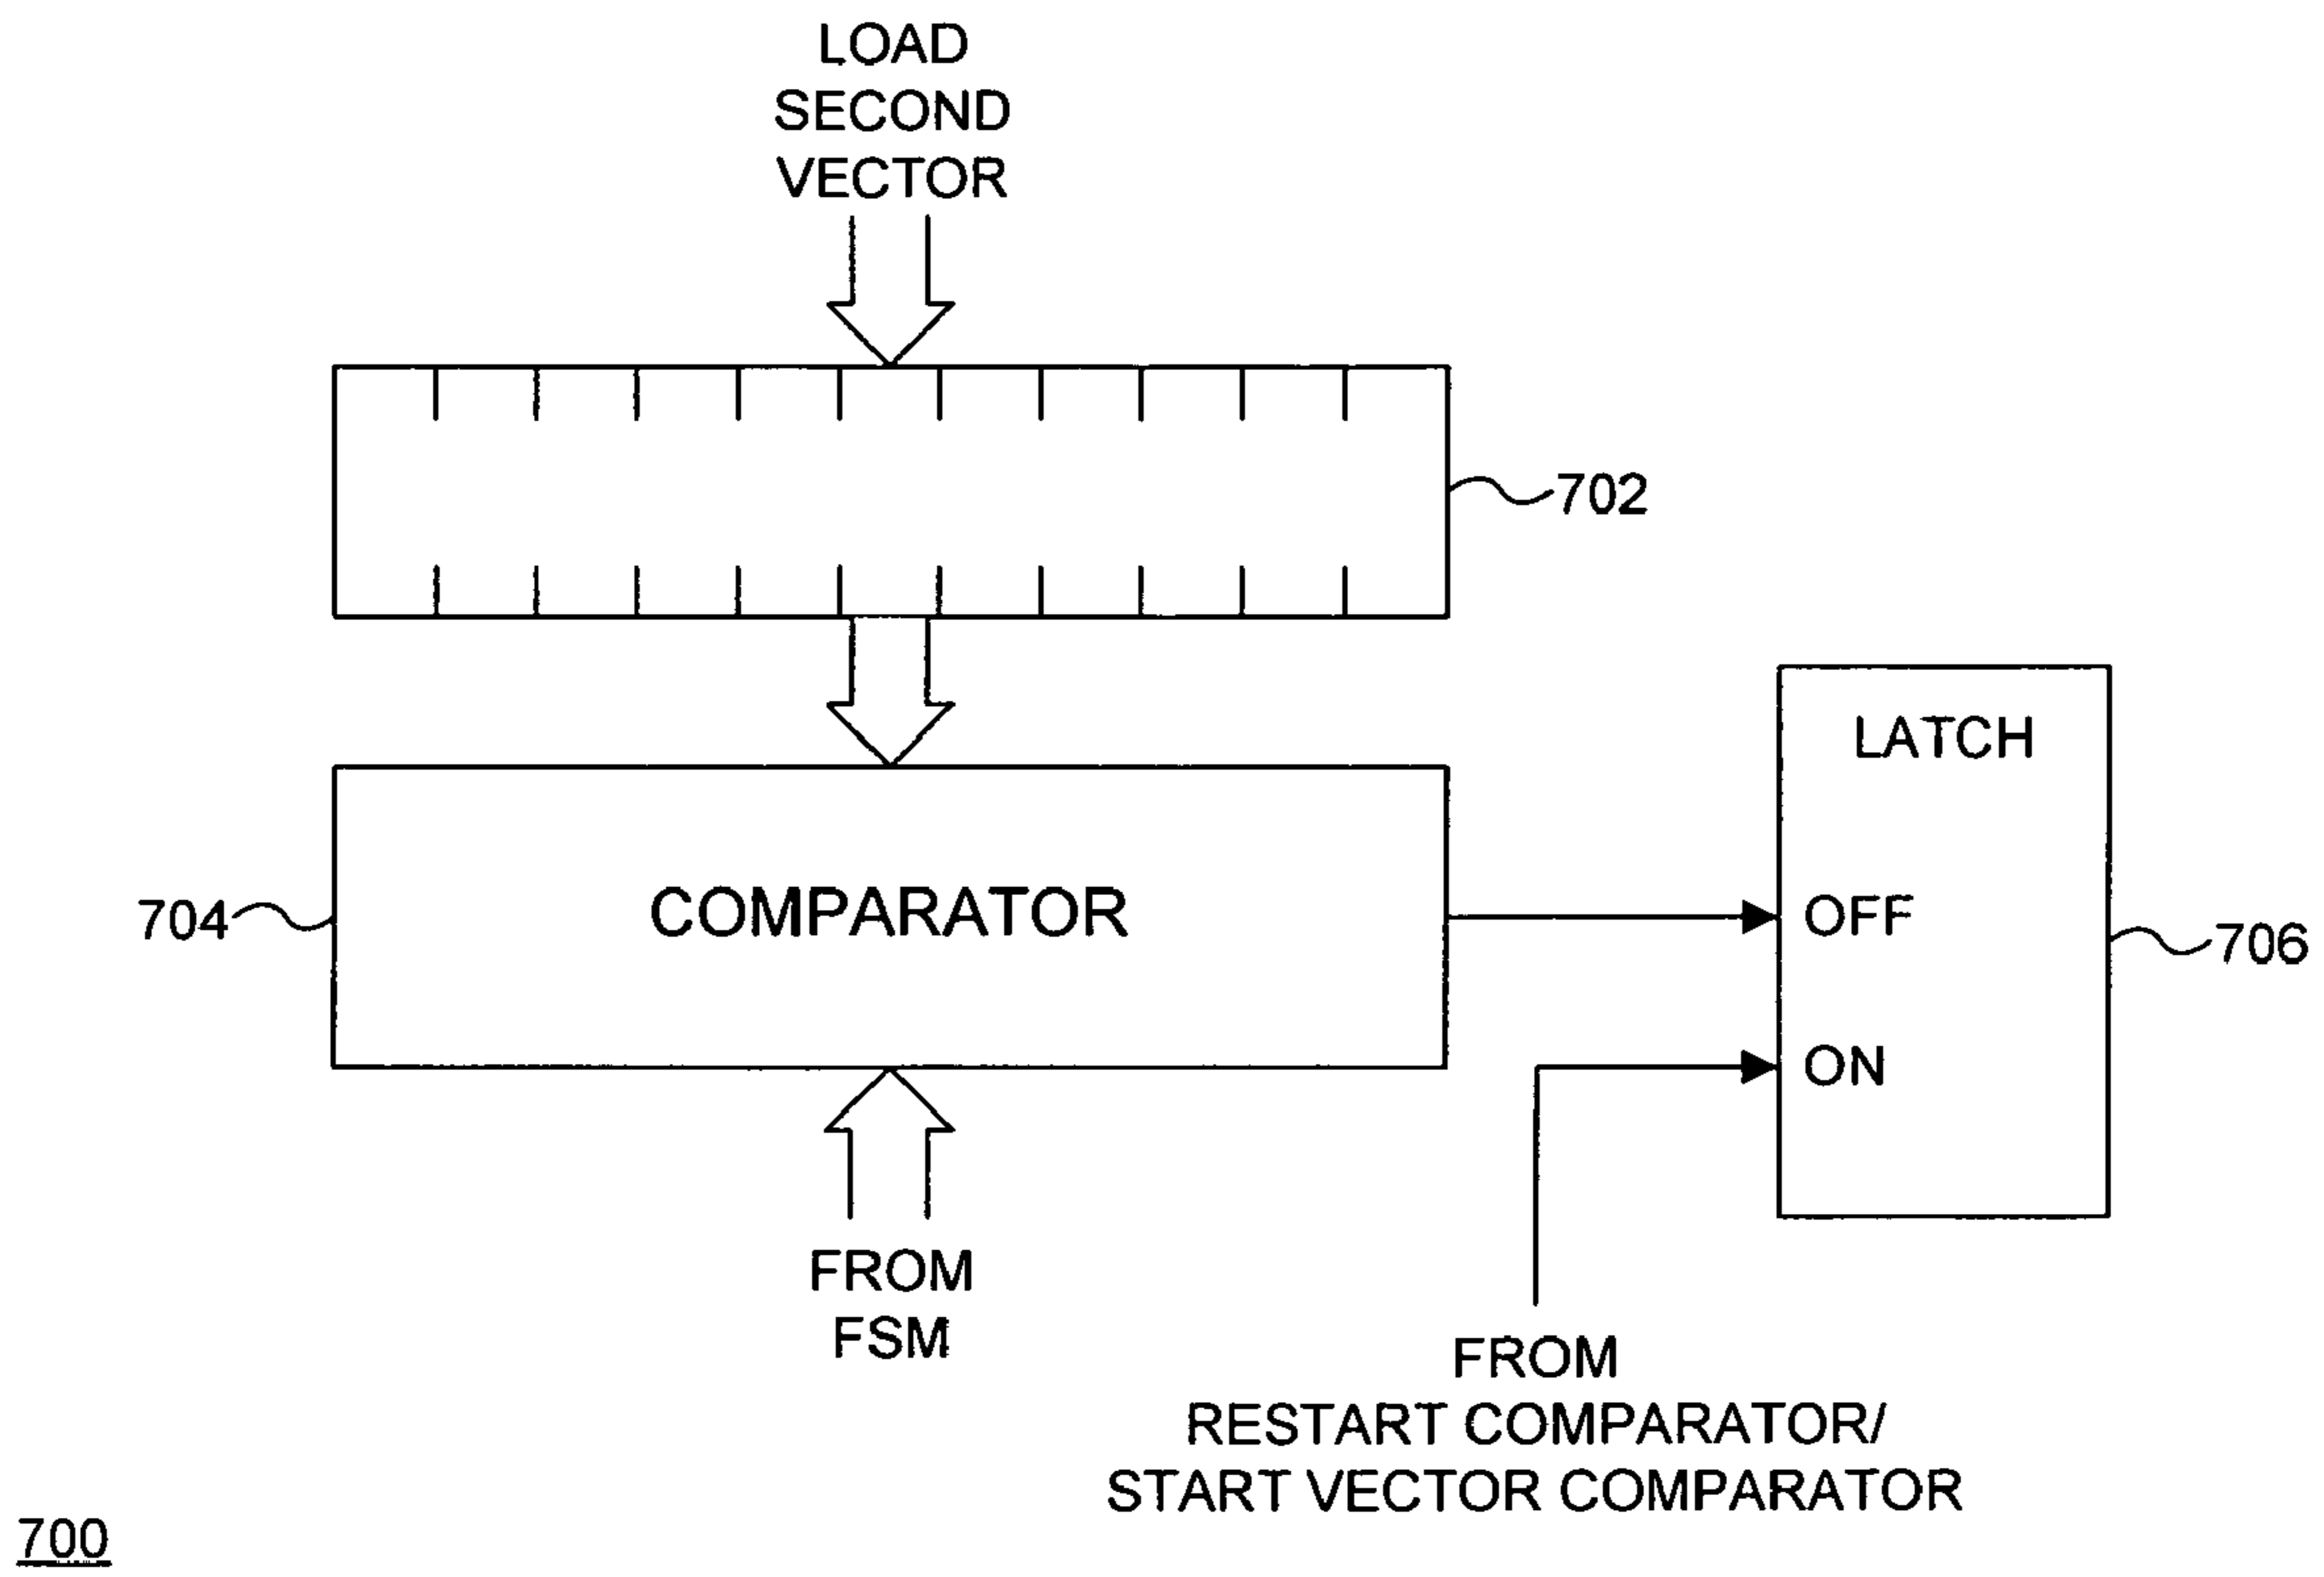 LOAD
SECOND
VECTOR
702
LATCH
COMPARATOR
704
OFF
706
ON
FROM
FSM
FROM
RESTART COMPARATOR/
START VECTOR COMPARATOR
700